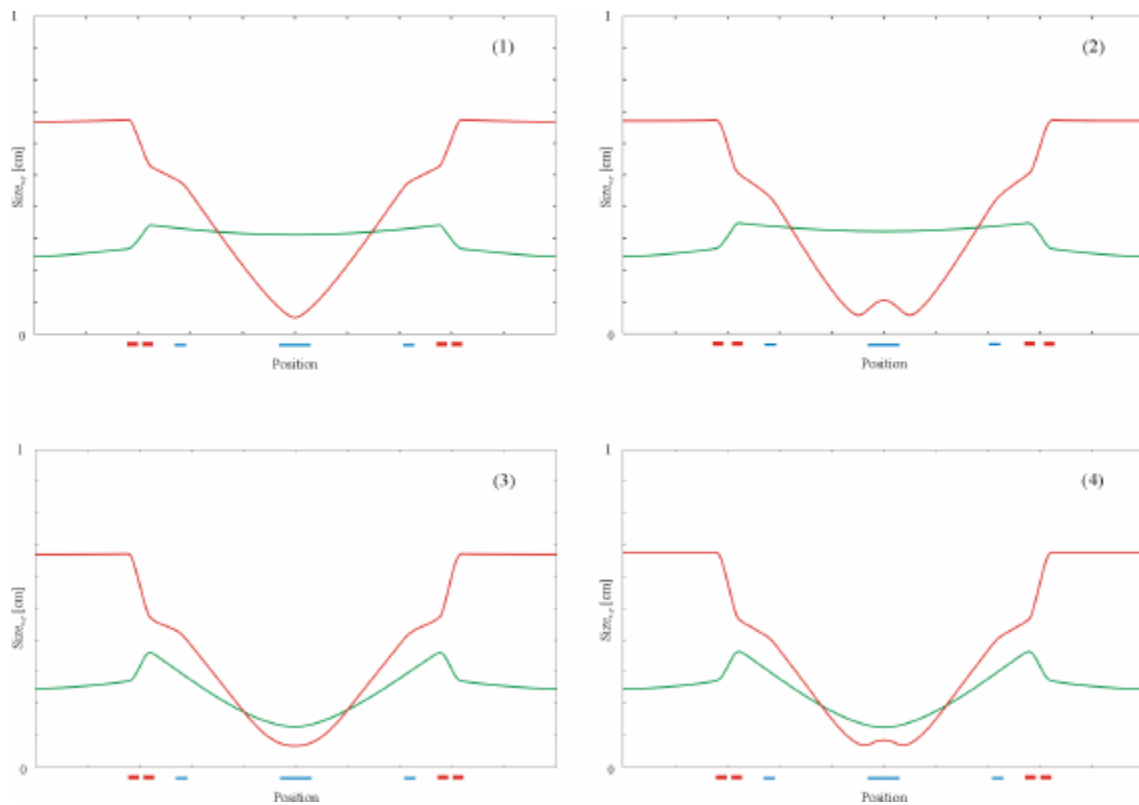 1
(1)
Size_x,y [cm]
0
Position
1
(2)
Size_x,y [cm]
0
Position
1
(3)
Size_x,y [cm]
0
Position
1
(4)
Size_x,y [cm]
0
Position